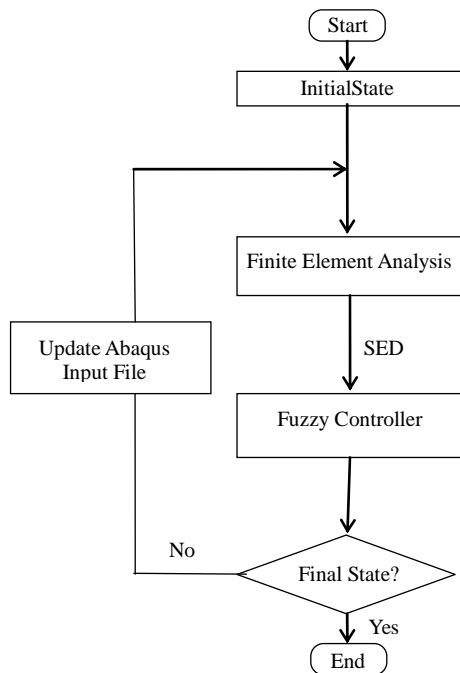 Start
InitialState
Finite Element Analysis
SED
Update Abaqus
Input File
Fuzzy Controller
No
Final State?
Yes
End